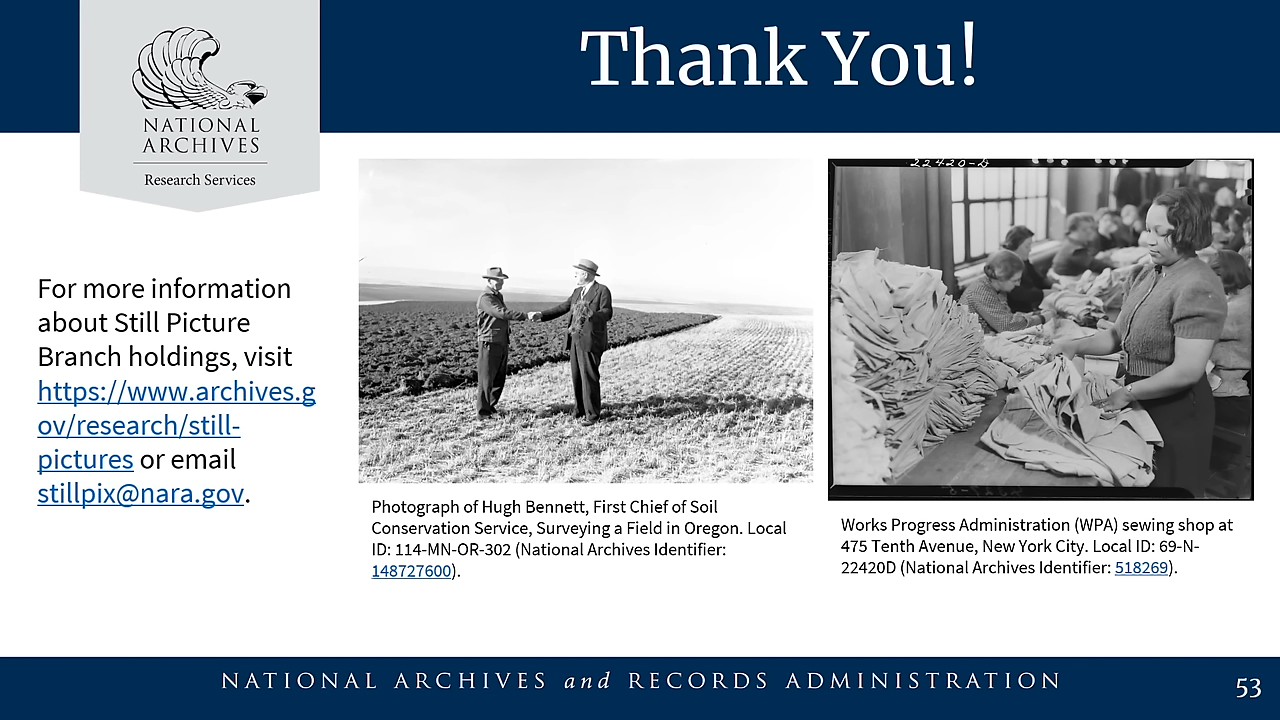 Thank You!
NATIONAL
ARCHIVES
Research Services
For more information
about Still Picture
Branch holdings, visit
https://www.archives.g
ov/research/still-
pictures or email
stillpix@nara.gov.
22420-D
Photograph of Hugh Bennett, First Chief of Soil
Conservation Service, Surveying a Field in Oregon. Local
ID: 114-MN-OR-302 (National Archives Identifier:
148727600).
Works Progress Administration (WPA) sewing shop at
475 Tenth Avenue, New York City. Local ID: 69-N-
22420D (National Archives Identifier: 518269).
NATIONAL ARCHIVES and RECORDS ADMINISTRATION
53